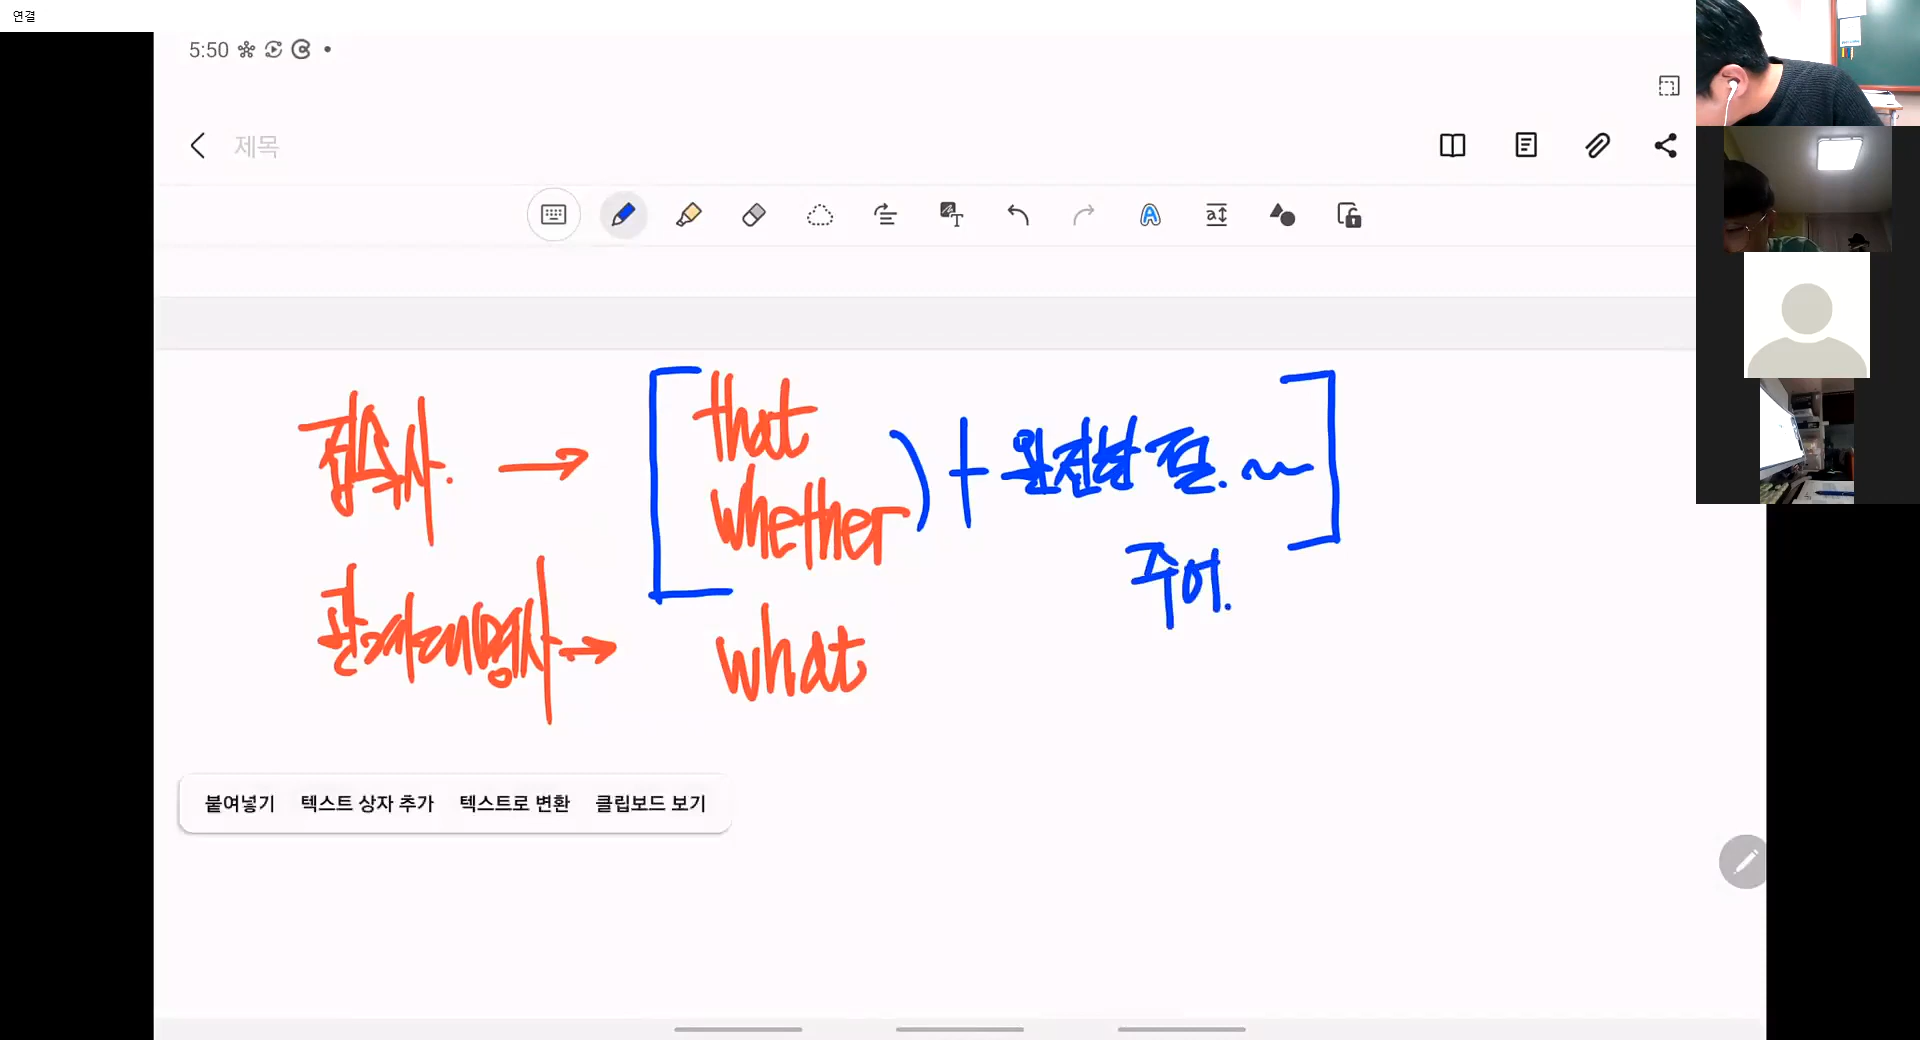 연결
5:50
제목
접속사. → [ that
whether ) + 완전한 절. ~ ]
주어.
관계대명사 → what
붙여넣기 텍스트 상자 추가 텍스트로 변환 클립보드 보기